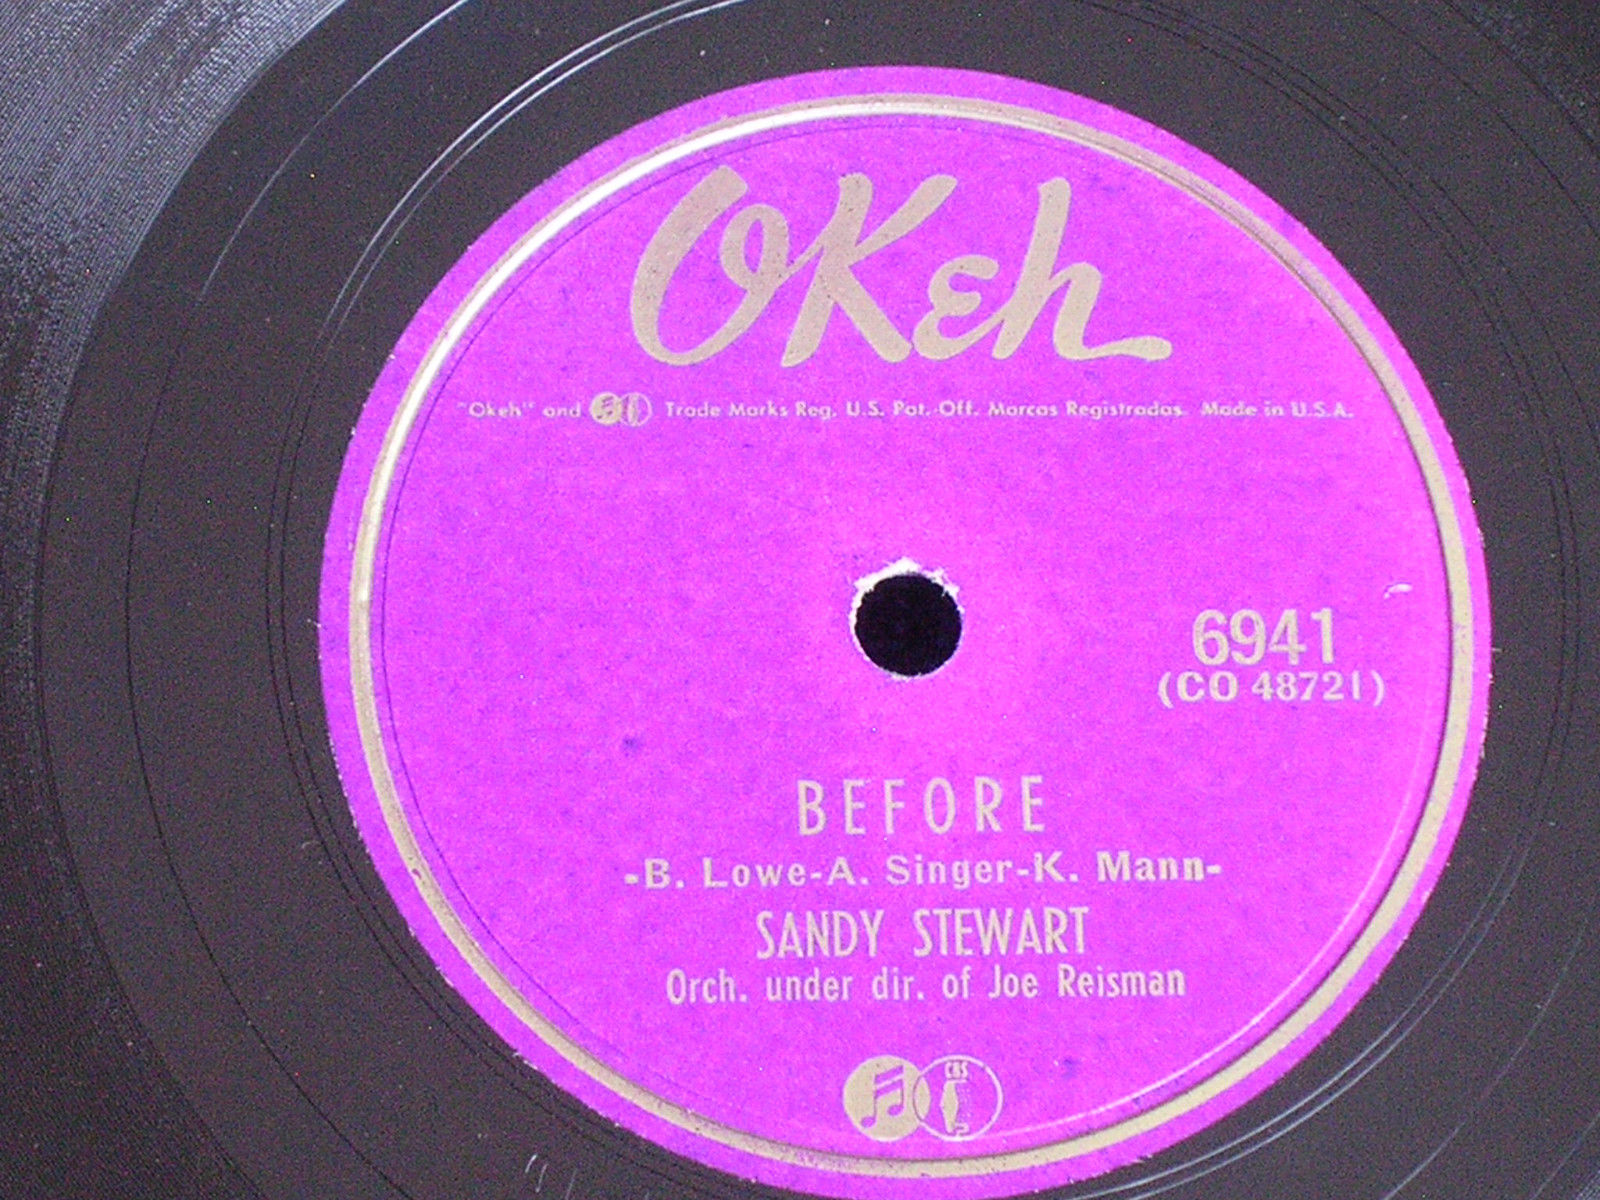 OKeh
"Okeh" and Trade Marks Reg. U.S. Pat. Off. Marcas Registradas Made in U.S.A.
6941
(CO 48721)
BEFORE
-B. Lowe-A. Singer-K. Mann-
SANDY STEWART
Orch. under dir. of Joe Reisman
CBS